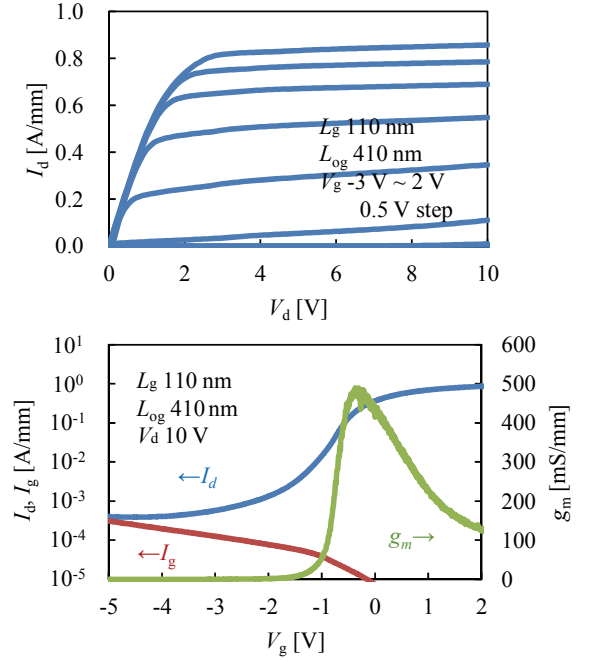 1.0
0.8
0.6
0.4
0.2
0.0
I_d [A/mm]
L_g 110 nm
L_og 410 nm
V_g -3 V ~ 2 V
0.5 V step
0 2 4 6 8 10
V_d [V]
10^1
10^0
10^-1
10^-2
10^-3
10^-4
10^-5
I_d, I_g [A/mm]
L_g 110 nm
L_og 410 nm
V_d 10 V
←I_d
←I_g
g_m→
600
500
400
300
200
100
0
g_m [mS/mm]
-5 -4 -3 -2 -1 0 1 2
V_g [V]